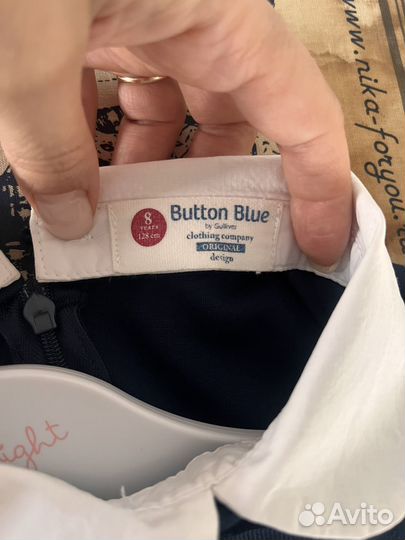 www.nika-foryou.
8
YEARS
128 cm
Button Blue
by Gulliver
clothing company
ORIGINAL
design
ight
Avito